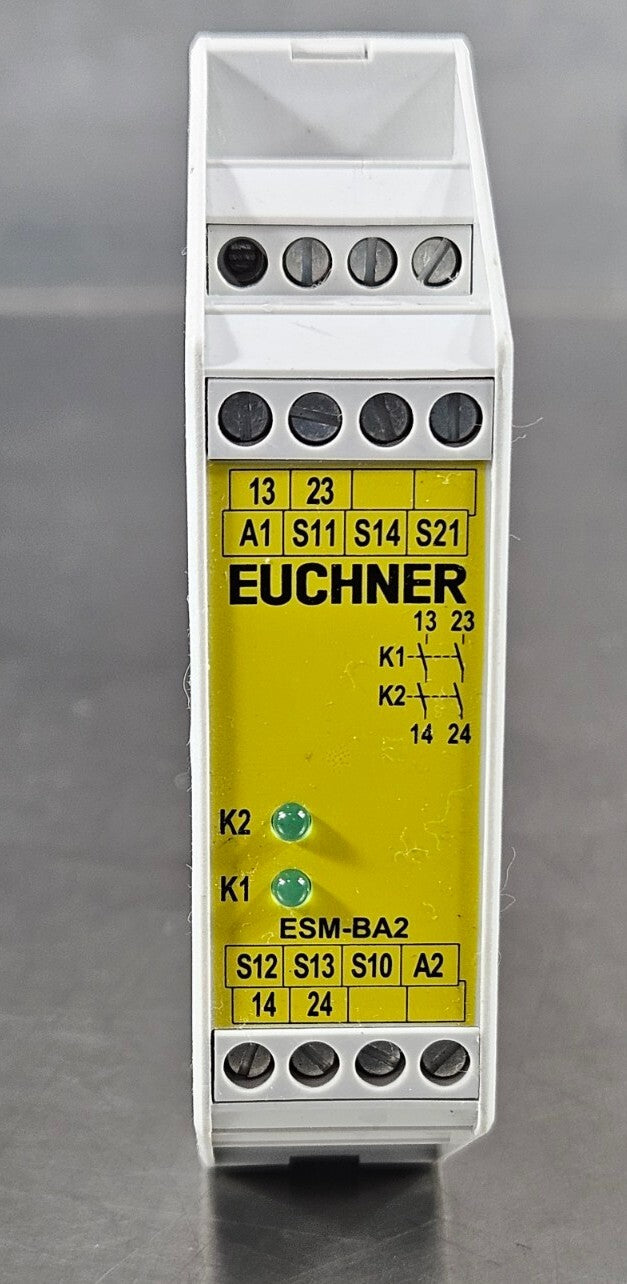 13 23
A1 S11 S14 S21
EUCHNER
13 23
K1
K2
14 24
K2
K1
ESM-BA2
S12 S13 S10 A2
14 24